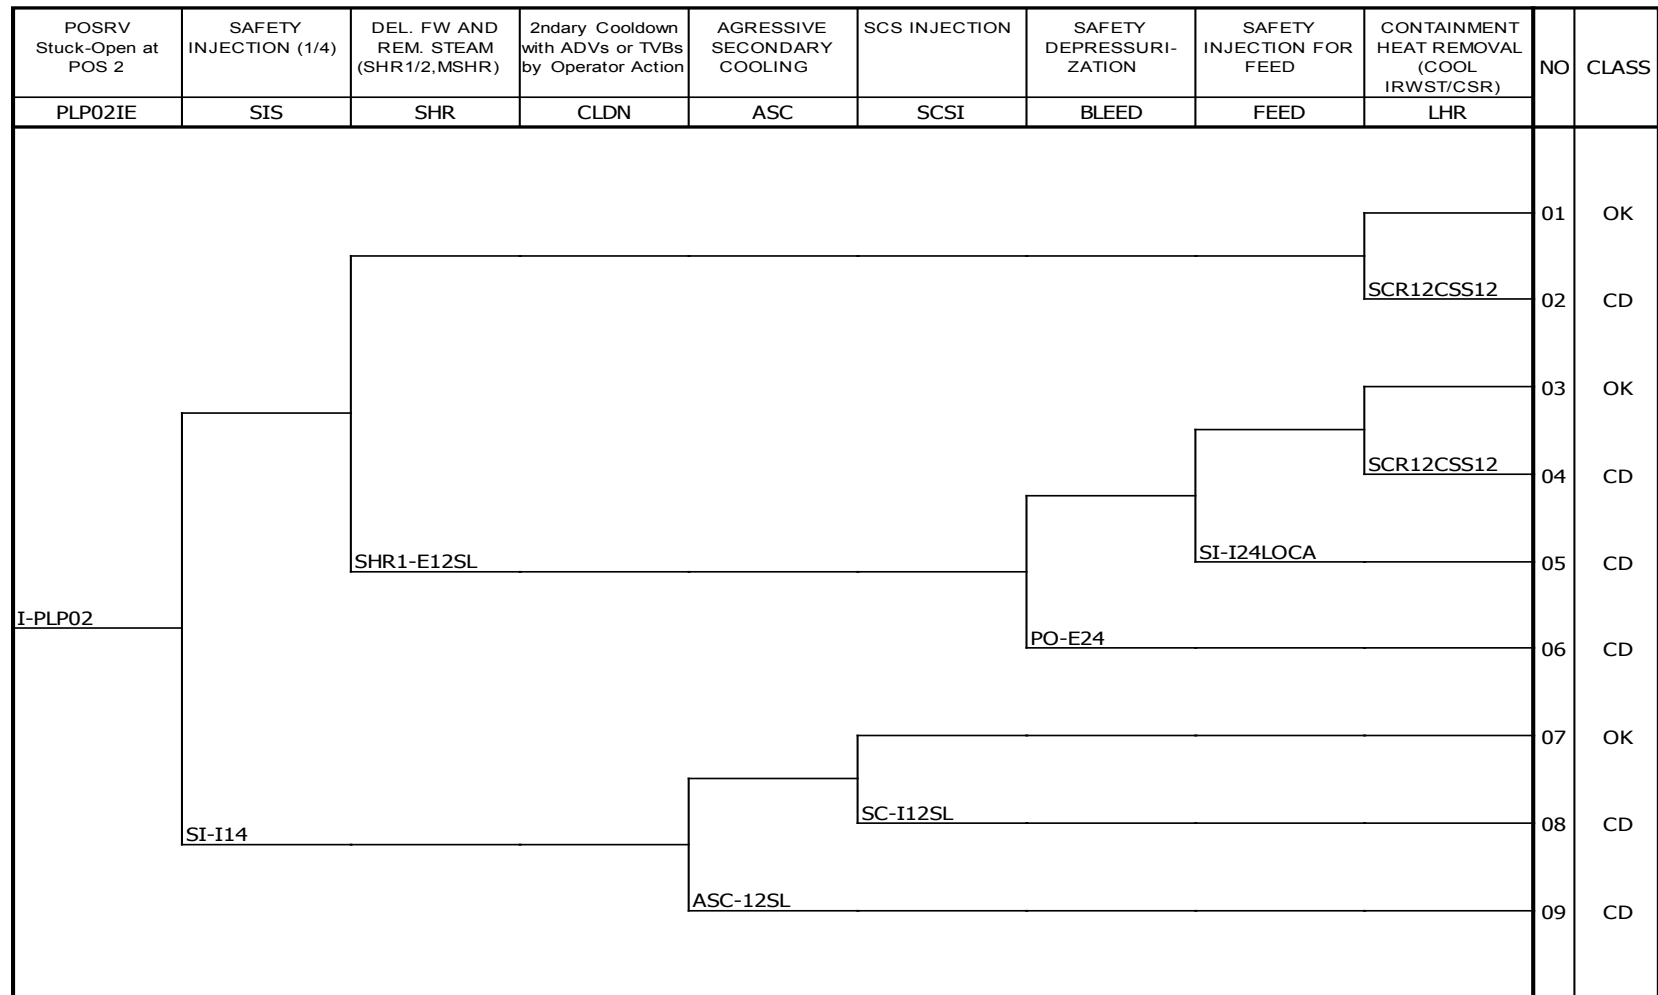 POSRV
Stuck-Open at
POS 2
SAFETY
INJECTION (1/4)
DEL. FW AND
REM. STEAM
(SHR1/2,MSHR)
2ndary Cooldown
with ADVs or TVBs
by Operator Action
AGRESSIVE
SECONDARY
COOLING
SCS INJECTION
SAFETY
DEPRESSURI-
ZATION
SAFETY
INJECTION FOR
FEED
CONTAINMENT
HEAT REMOVAL
(COOL
IRWST/CSR)
NO
CLASS
PLP02IE
SIS
SHR
CLDN
ASC
SCSI
BLEED
FEED
LHR
01 OK
SCR12CSS12
02 CD
03 OK
SCR12CSS12
04 CD
SHR1-E12SL
SI-I24LOCA
05 CD
I-PLP02
PO-E24
06 CD
07 OK
SI-I14
SC-I12SL
08 CD
ASC-12SL
09 CD